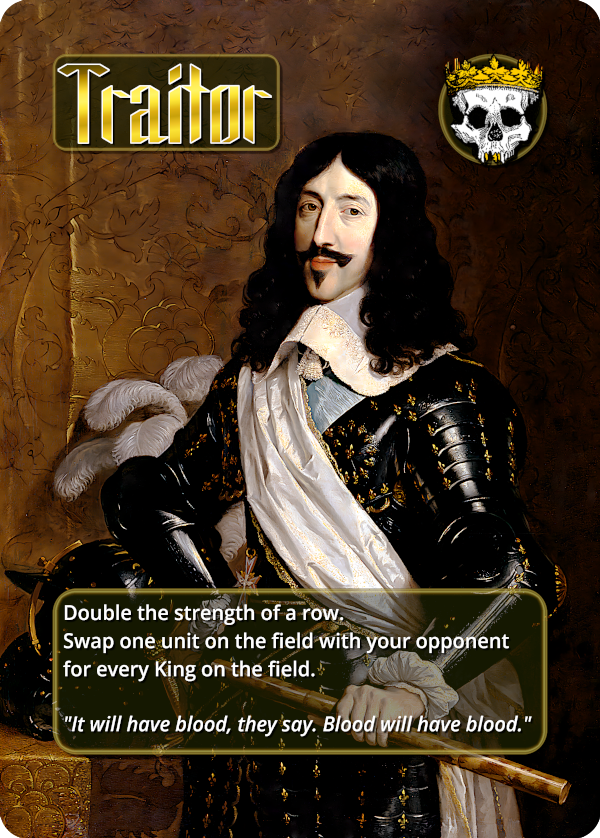 Traitor
Double the strength of a row.
Swap one unit on the field with your opponent
for every King on the field.
"It will have blood, they say. Blood will have blood."